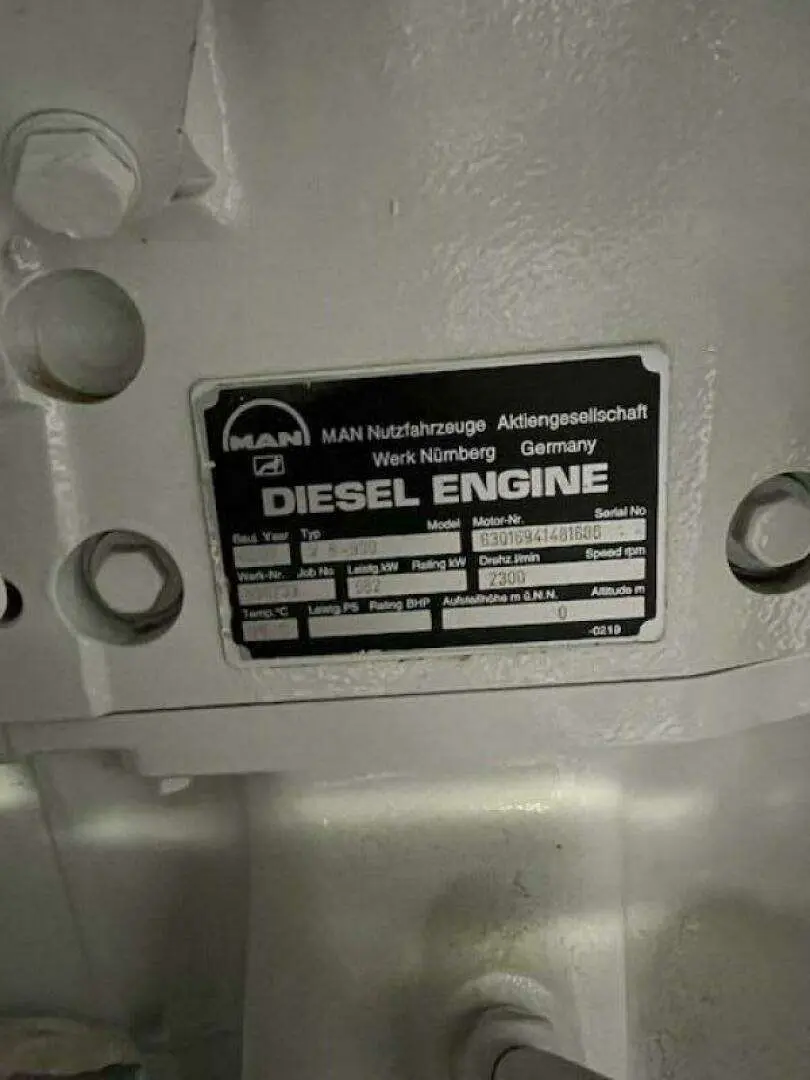 MAN
MAN Nutzfahrzeuge Aktiengesellschaft
Werk Nürnberg Germany
DIESEL ENGINE
Year Typ Model Motor-Nr. Serial No
63016941481606
Werk-Nr. Job No Leistg.kW Rating kW Drehz.1/min Speed rpm
2300
Temp.°C Leistg.PS Rating BHP Aufstellhöhe m ü.N.N. Altitude m
0
-0219